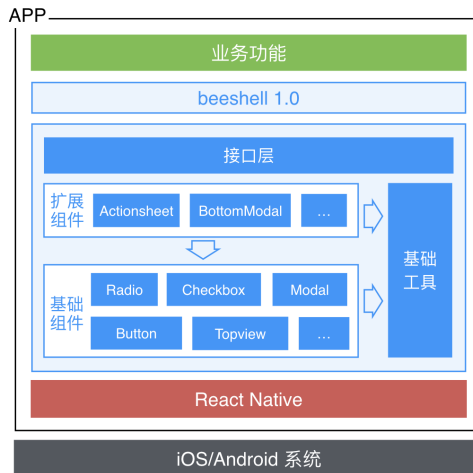 APP
业务功能
beeshell 1.0
接口层
扩展
组件
Actionsheet
BottomModal
...
基础
工具
基础
组件
Radio
Checkbox
Modal
Button
Topview
...
React Native
iOS/Android 系统